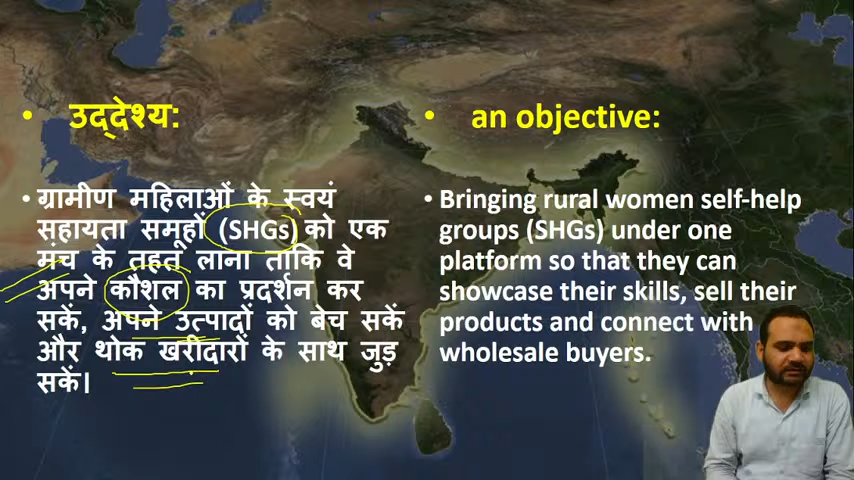 • उद्देश्य:
• ग्रामीण महिलाओं के स्वयं
सहायता समूहों (SHGs) को एक
मंच के तहत लाना ताकि वे
अपने कौशल का प्रदर्शन कर
सकें, अपने उत्पादों को बेच सकें
और थोक खरीदारों के साथ जुड़
सकें।
• an objective:
• Bringing rural women self-help
groups (SHGs) under one
platform so that they can
showcase their skills, sell their
products and connect with
wholesale buyers.